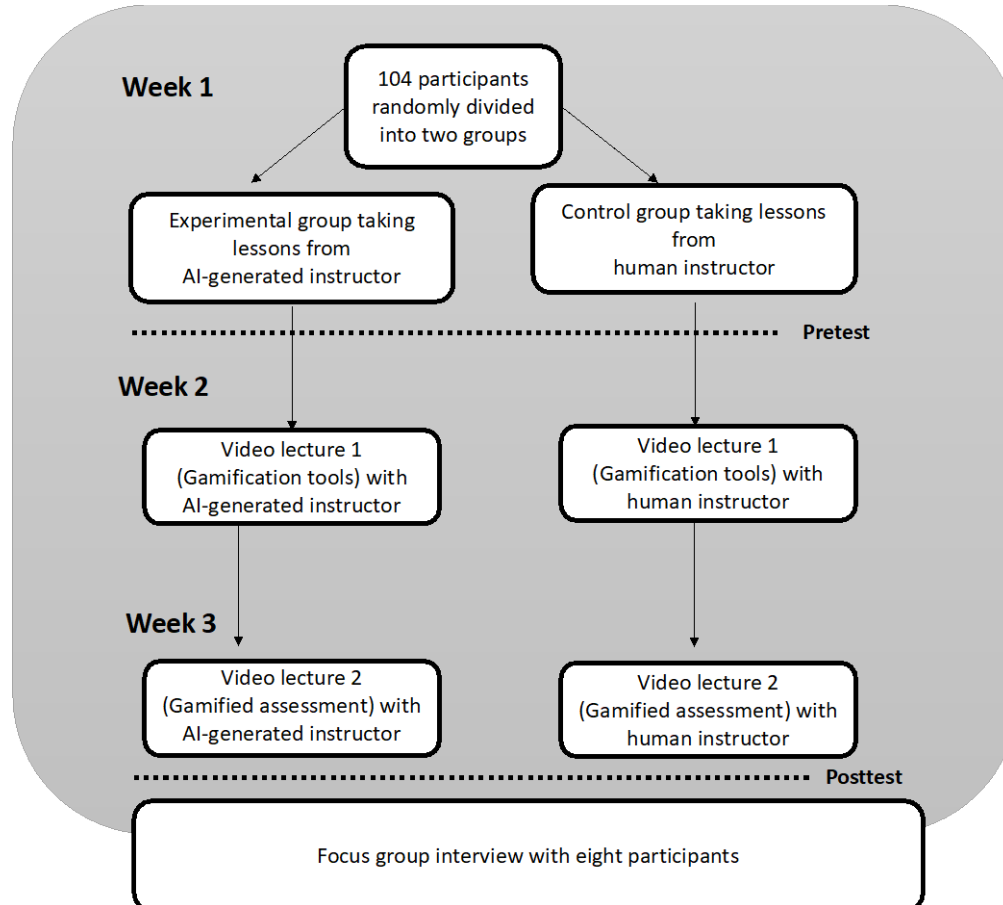 Week 1
104 participants
randomly divided
into two groups
Experimental group taking
lessons from
AI-generated instructor
Control group taking lessons
from
human instructor
Pretest
Week 2
Video lecture 1
(Gamification tools) with
AI-generated instructor
Video lecture 1
(Gamification tools) with
human instructor
Week 3
Video lecture 2
(Gamified assessment) with
AI-generated instructor
Video lecture 2
(Gamified assessment) with
human instructor
Posttest
Focus group interview with eight participants